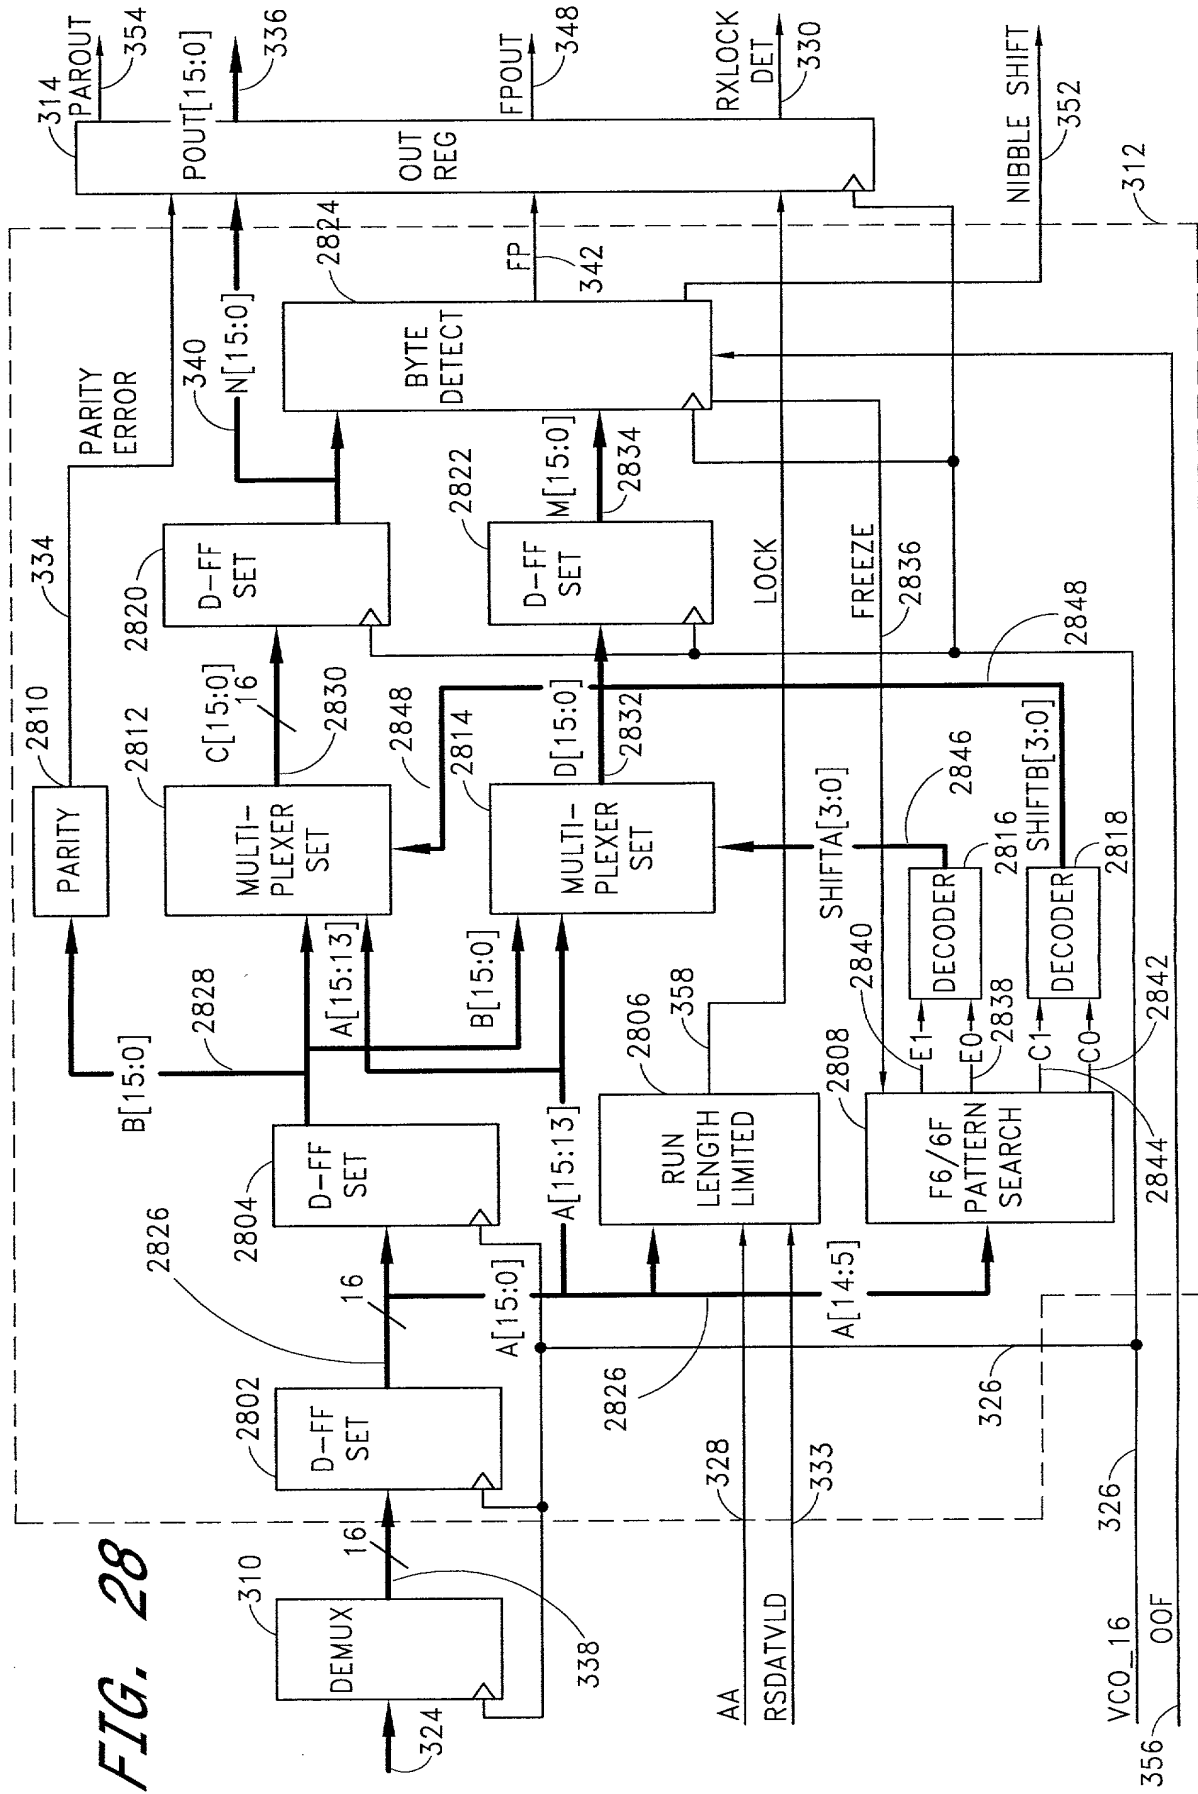 FIG. 28
324
310
DEMUX
338
16
2802
D-FF
SET
2826
16
A[15:0]
2804
D-FF
SET
B[15:0]
2828
2810
PARITY
334
PARITY
ERROR
A[15:13]
2812
MULTI-
PLEXER
SET
C[15:0]
16
2830
2848
2820
D-FF
SET
340
N[15:0]
A[15:13]
B[15:0]
2814
MULTI-
PLEXER
SET
D[15:0]
2832
2822
D-FF
SET
M[15:0]
2834
2824
BYTE
DETECT
FP
342
314
OUT
REG
PAROUT
354
POUT[15:0]
336
FPOUT
348
RXLOCK
DET
330
NIBBLE SHIFT
352
312
AA
328
RSDATVLD
333
2826
2806
RUN
LENGTH
LIMITED
358
LOCK
A[14:5]
2808
F6/6F
PATTERN
SEARCH
2840
E1
E0
2838
C1
C0
2844
2842
DECODER
2816
DECODER
2818
SHIFTA[3:0]
2846
SHIFTB[3:0]
2848
FREEZE
2836
VCO_16
326
326
OOF
356